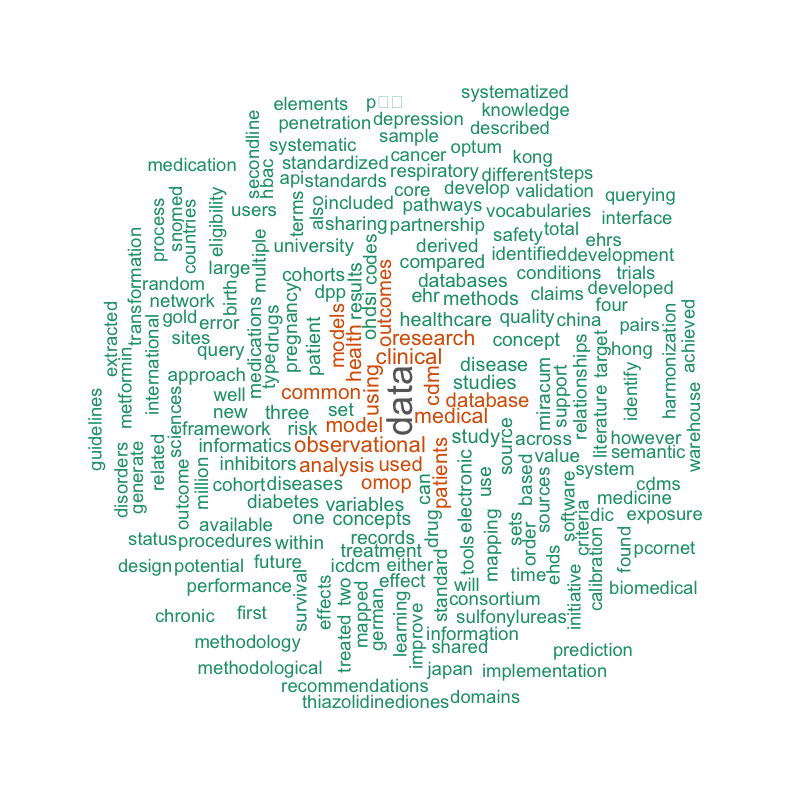 systematized
elements
p
knowledge
penetration
depression
described
secondline
systematic
sample
optum
medication
hbac
standardized
cancer
kong
api
standards
respiratory
different
steps
snomed
countries
eligibility
users
terms
also
included
core
develop
validation
querying
process
asharing
partnership
pathways
vocabularies
interface
transformation
multiple
university
codes
derived
safety
total
ehrs
large
cohorts
results
compared
identified
development
random
birth
pregnancy
dpp
ohdsi
outcomes
databases
conditions
trials
network
ehr
methods
claims
developed
extracted
gold
error
medications
drugs
type
patient
models
health
healthcare
quality
china
four
pairs
achieved
sites
query
research
concept
hong
harmonization
international
metformin
approach
clinical
disease
relationships
target
literature
identify
well
common
using
data
cdm
studies
database
miracum
support
guidelines
new
three
set
medical
warehouse
sciences
framework
risk
model
study
source
across
however
informatics
observational
value
semantic
disorders
generate
related
inhibitors
analysis
used
patients
system
outcome
million
cohort
diseases
omop
can
electronic
use
based
sources
software
cdms
diabetes
variables
medicine
available
one
concepts
drug
mapping
sets
order
criteria
dic
exposure
status
procedures
within
records
tools
found
pcornet
treatment
design
potential
future
icdcm
either
standard
time
ehds
calibration
performance
survival
effects
two
mapped
effect
will
initiative
biomedical
consortium
chronic
first
german
learning
improve
sulfonylureas
methodology
treated
information
shared
prediction
methodological
japan
implementation
recommendations
thiazolidinediones
domains